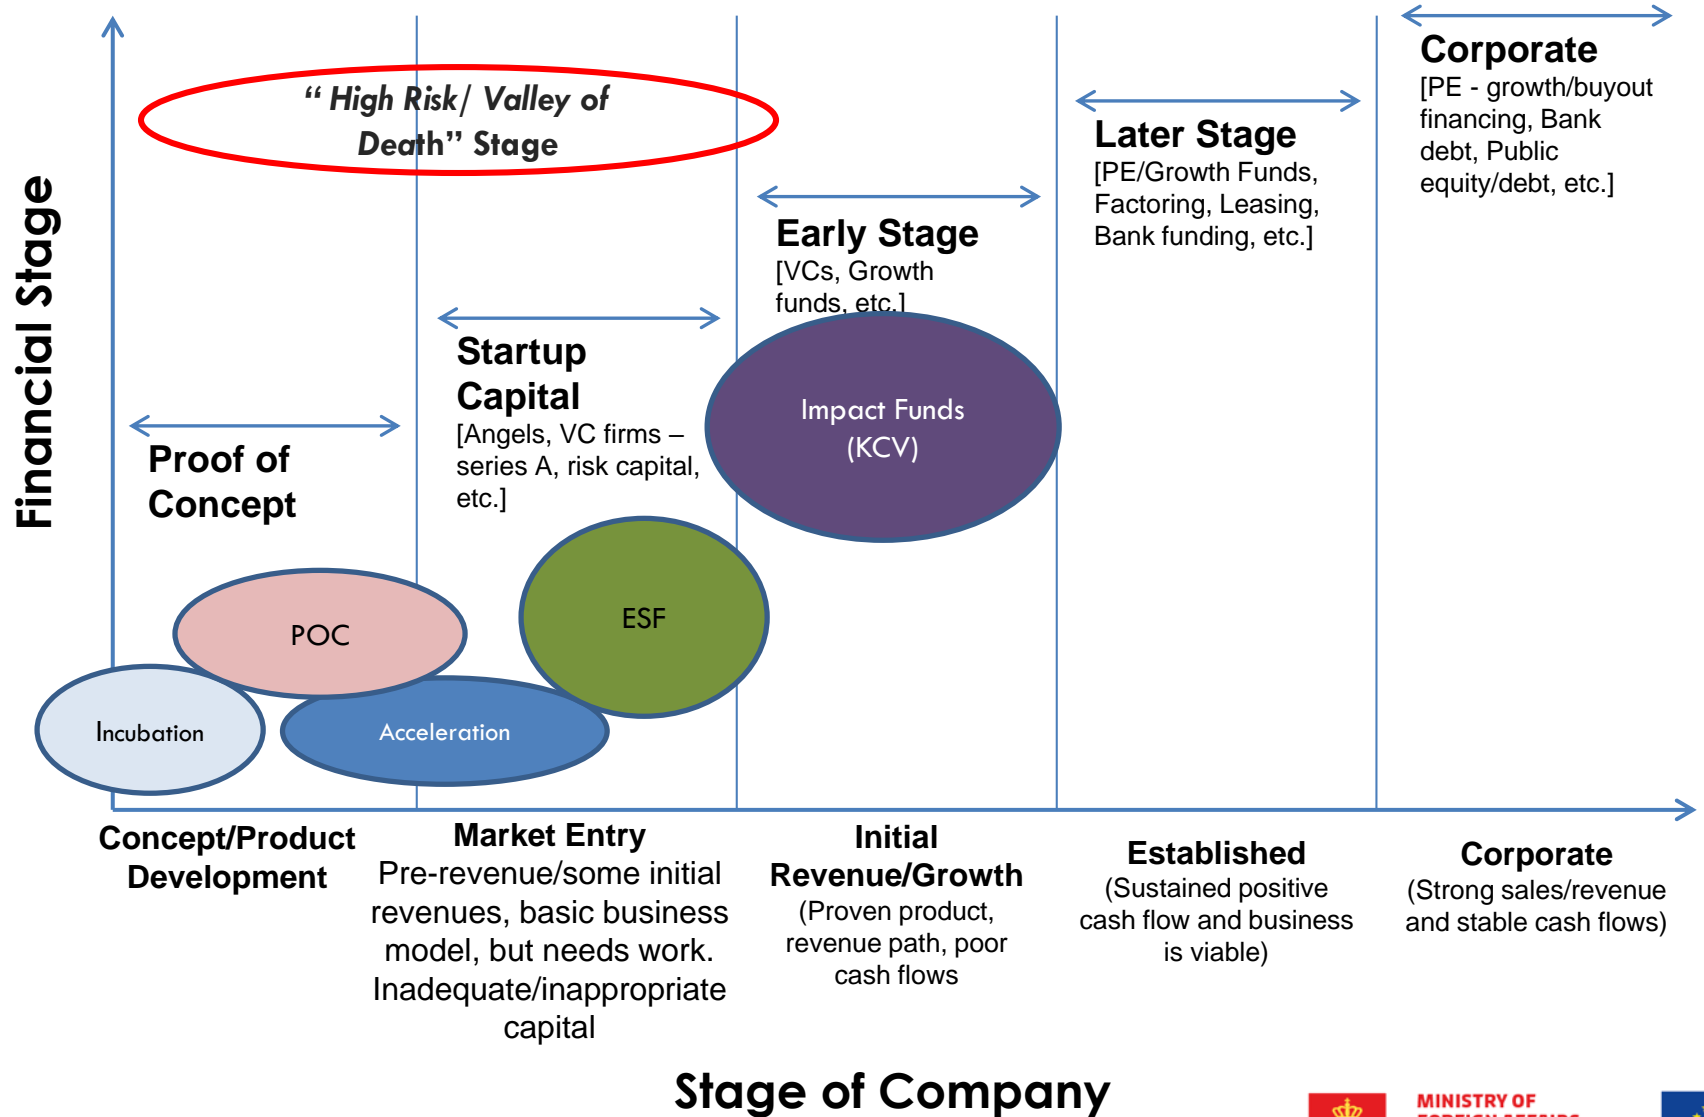 Financial Stage
“ High Risk/ Valley of
Death” Stage
Proof of
Concept
Startup
Capital
[Angels, VC firms –
series A, risk capital,
etc.]
Early Stage
[VCs, Growth
funds, etc.]
Later Stage
[PE/Growth Funds,
Factoring, Leasing,
Bank funding, etc.]
Corporate
[PE - growth/buyout
financing, Bank
debt, Public
equity/debt, etc.]
Impact Funds
(KCV)
ESF
POC
Incubation
Acceleration
Concept/Product
Development
Market Entry
Pre-revenue/some initial
revenues, basic business
model, but needs work.
Inadequate/inappropriate
capital
Initial
Revenue/Growth
(Proven product,
revenue path, poor
cash flows
Established
(Sustained positive
cash flow and business
is viable)
Corporate
(Strong sales/revenue
and stable cash flows)
Stage of Company
MINISTRY OF
FOREIGN AFFAIRS